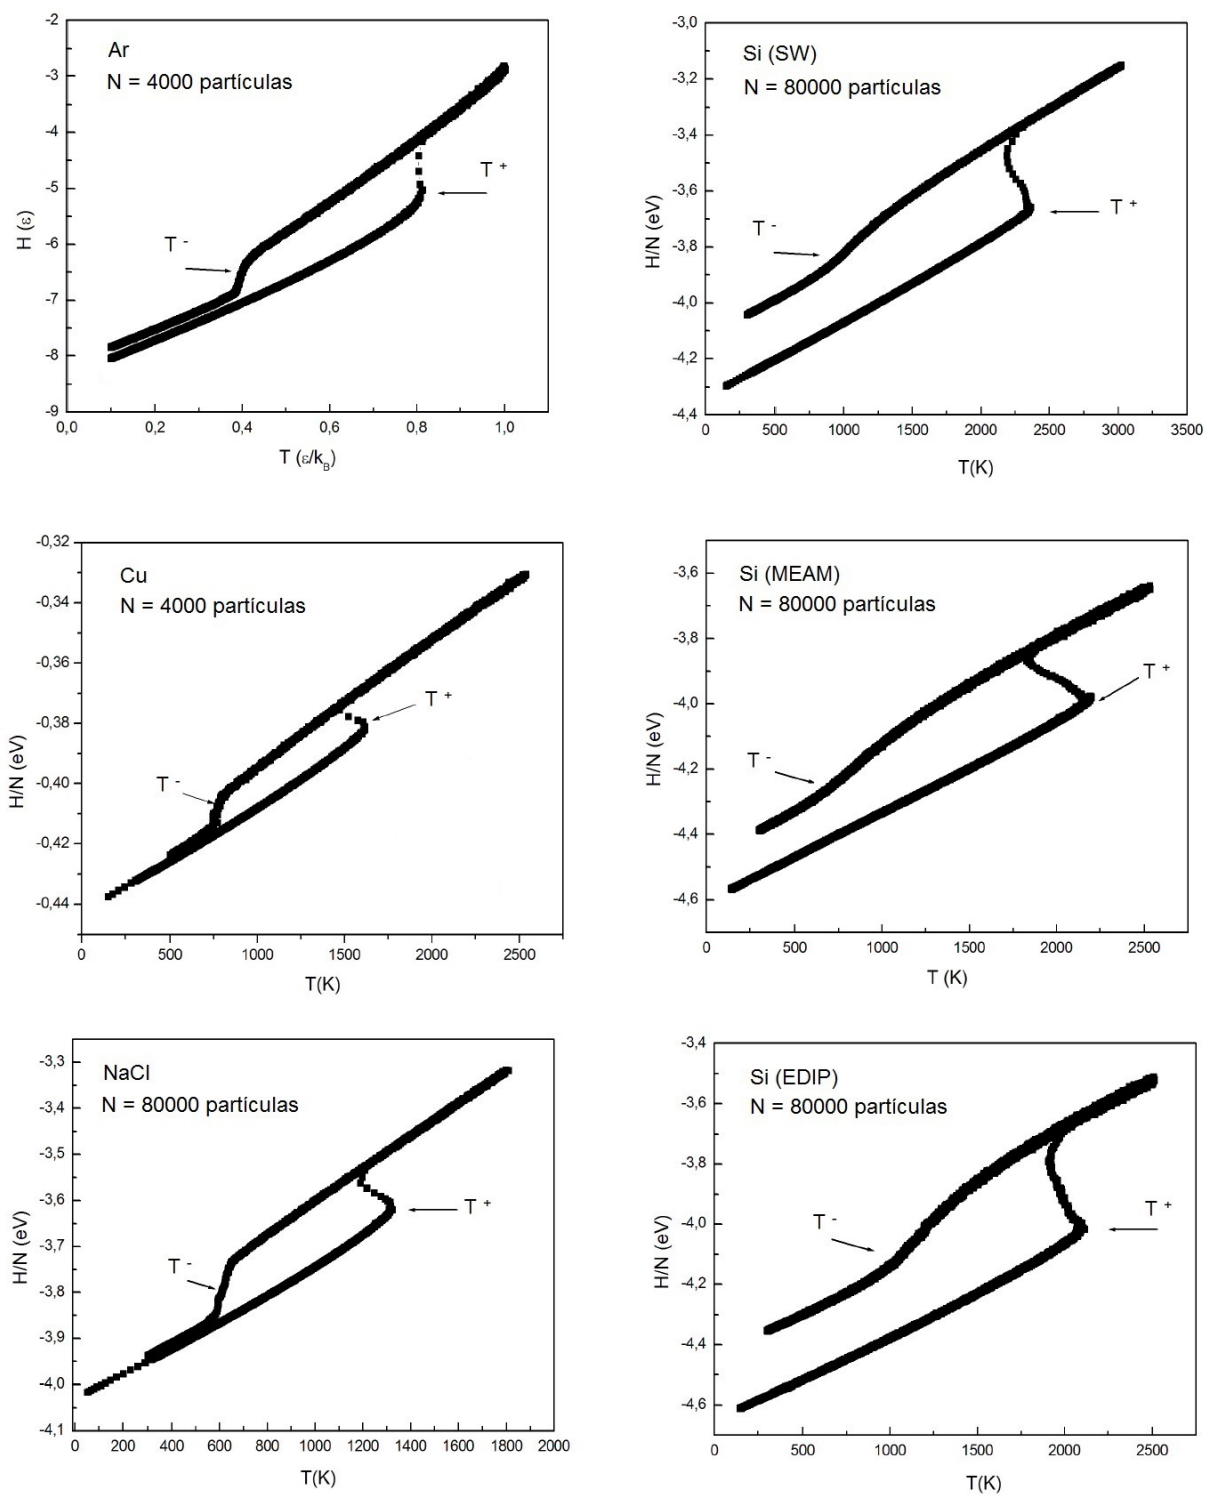 Ar
N = 4000 partículas
T +
T -
H (ε)
-2
-3
-4
-5
-6
-7
-8
-9
0,0 0,2 0,4 0,6 0,8 1,0
T (ε/kB)
Si (SW)
N = 80000 partículas
T +
T -
H/N (eV)
-3,0
-3,2
-3,4
-3,6
-3,8
-4,0
-4,2
-4,4
0 500 1000 1500 2000 2500 3000 3500
T(K)
Cu
N = 4000 partículas
T +
T -
H/N (eV)
-0,32
-0,34
-0,36
-0,38
-0,40
-0,42
-0,44
0 500 1000 1500 2000 2500
T(K)
Si (MEAM)
N = 80000 partículas
T +
T -
H/N (eV)
-3,6
-3,8
-4,0
-4,2
-4,4
-4,6
0 500 1000 1500 2000 2500
T (K)
NaCl
N = 80000 partículas
T +
T -
H/N (eV)
-3,3
-3,4
-3,5
-3,6
-3,7
-3,8
-3,9
-4,0
-4,1
0 200 400 600 800 1000 1200 1400 1600 1800 2000
T(K)
Si (EDIP)
N = 80000 partículas
T +
T -
H/N (eV)
-3,4
-3,6
-3,8
-4,0
-4,2
-4,4
-4,6
0 500 1000 1500 2000 2500
T(K)